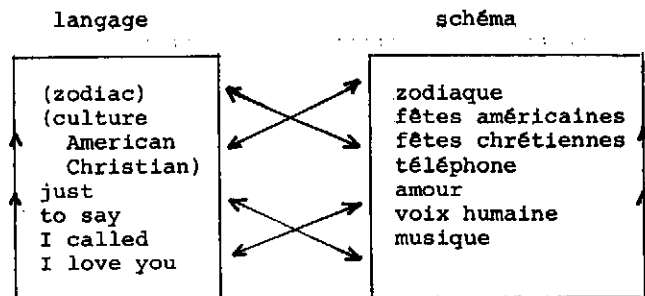 langage
schéma
(zodiac)
(culture
American
Christian)
just
to say
I called
I love you
zodiaque
fêtes américaines
fêtes chrétiennes
téléphone
amour
voix humaine
musique